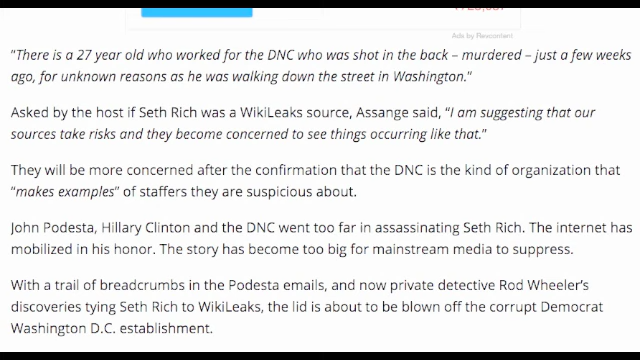 Ads by Revcontent
"There is a 27 year old who worked for the DNC who was shot in the back – murdered – just a few weeks
ago, for unknown reasons as he was walking down the street in Washington."
Asked by the host if Seth Rich was a WikiLeaks source, Assange said, "I am suggesting that our
sources take risks and they become concerned to see things occurring like that."
They will be more concerned after the confirmation that the DNC is the kind of organization that
"makes examples" of staffers they are suspicious about.
John Podesta, Hillary Clinton and the DNC went too far in assassinating Seth Rich. The internet has
mobilized in his honor. The story has become too big for mainstream media to suppress.
With a trail of breadcrumbs in the Podesta emails, and now private detective Rod Wheeler's
discoveries tying Seth Rich to WikiLeaks, the lid is about to be blown off the corrupt Democrat
Washington D.C. establishment.